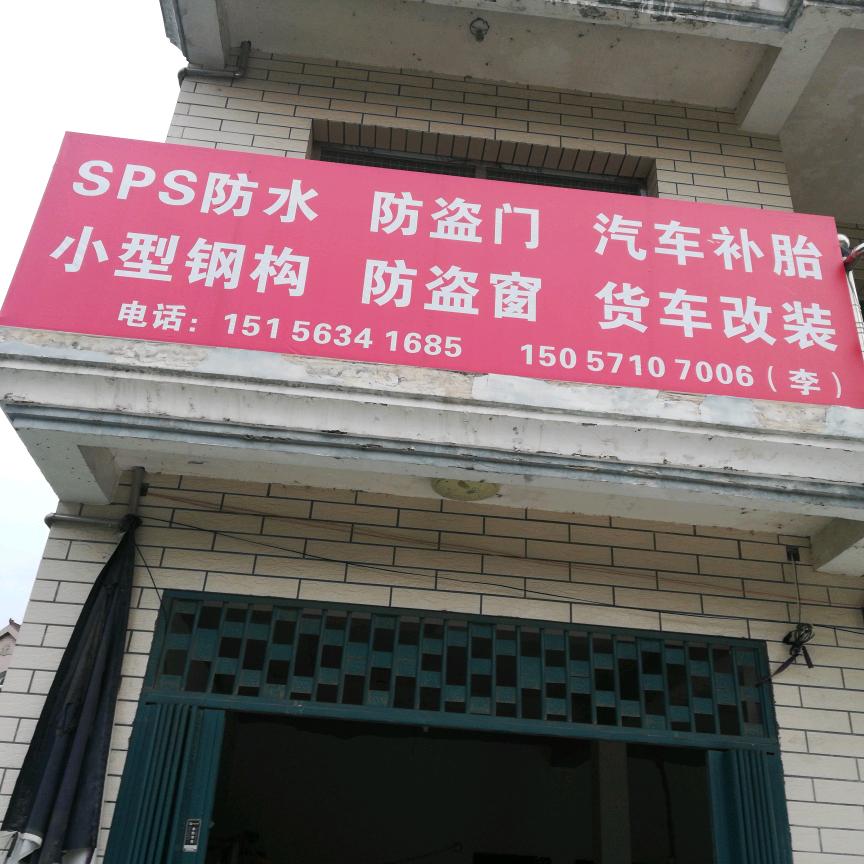 SPS防水 防盗门 汽车补胎
小型钢构 防盗窗 货车改装
电话：151 5634 1685 150 5710 7006（李）